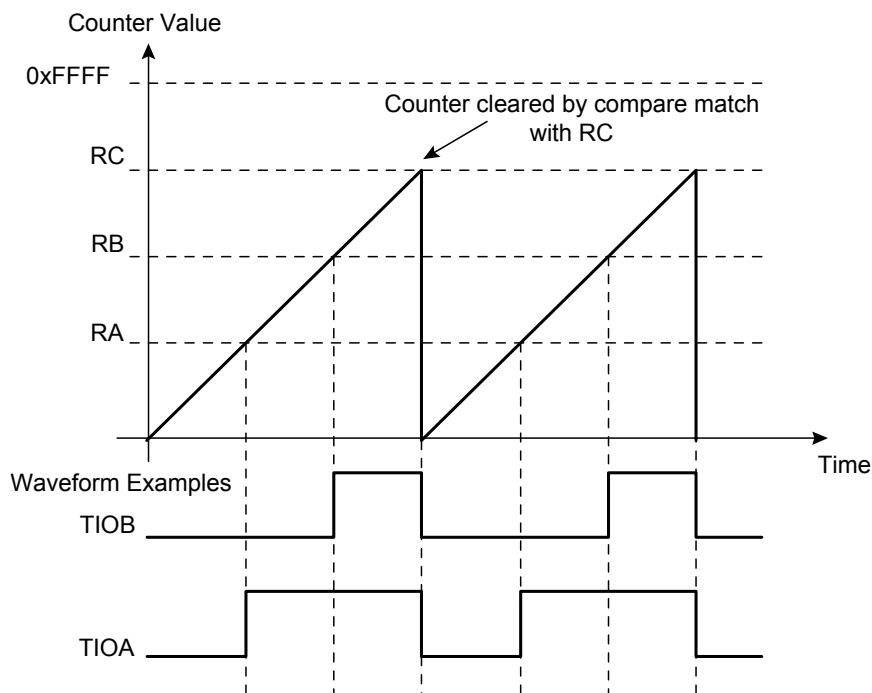 Counter Value
0xFFFF
Counter cleared by compare match
with RC
RC
RB
RA
Time
Waveform Examples
TIOB
TIOA